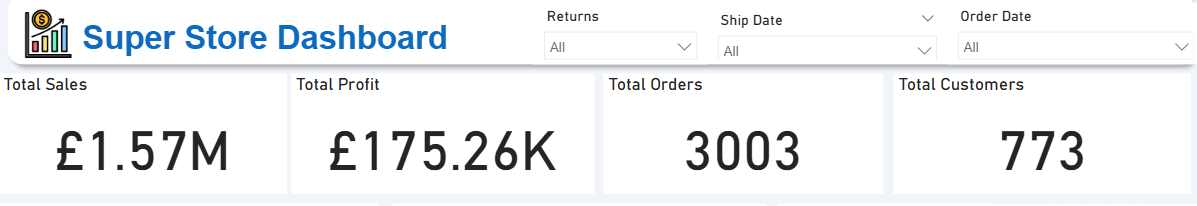 Super Store Dashboard
Returns
All
Ship Date
All
Order Date
All
Total Sales
£1.57M
Total Profit
£175.26K
Total Orders
3003
Total Customers
773